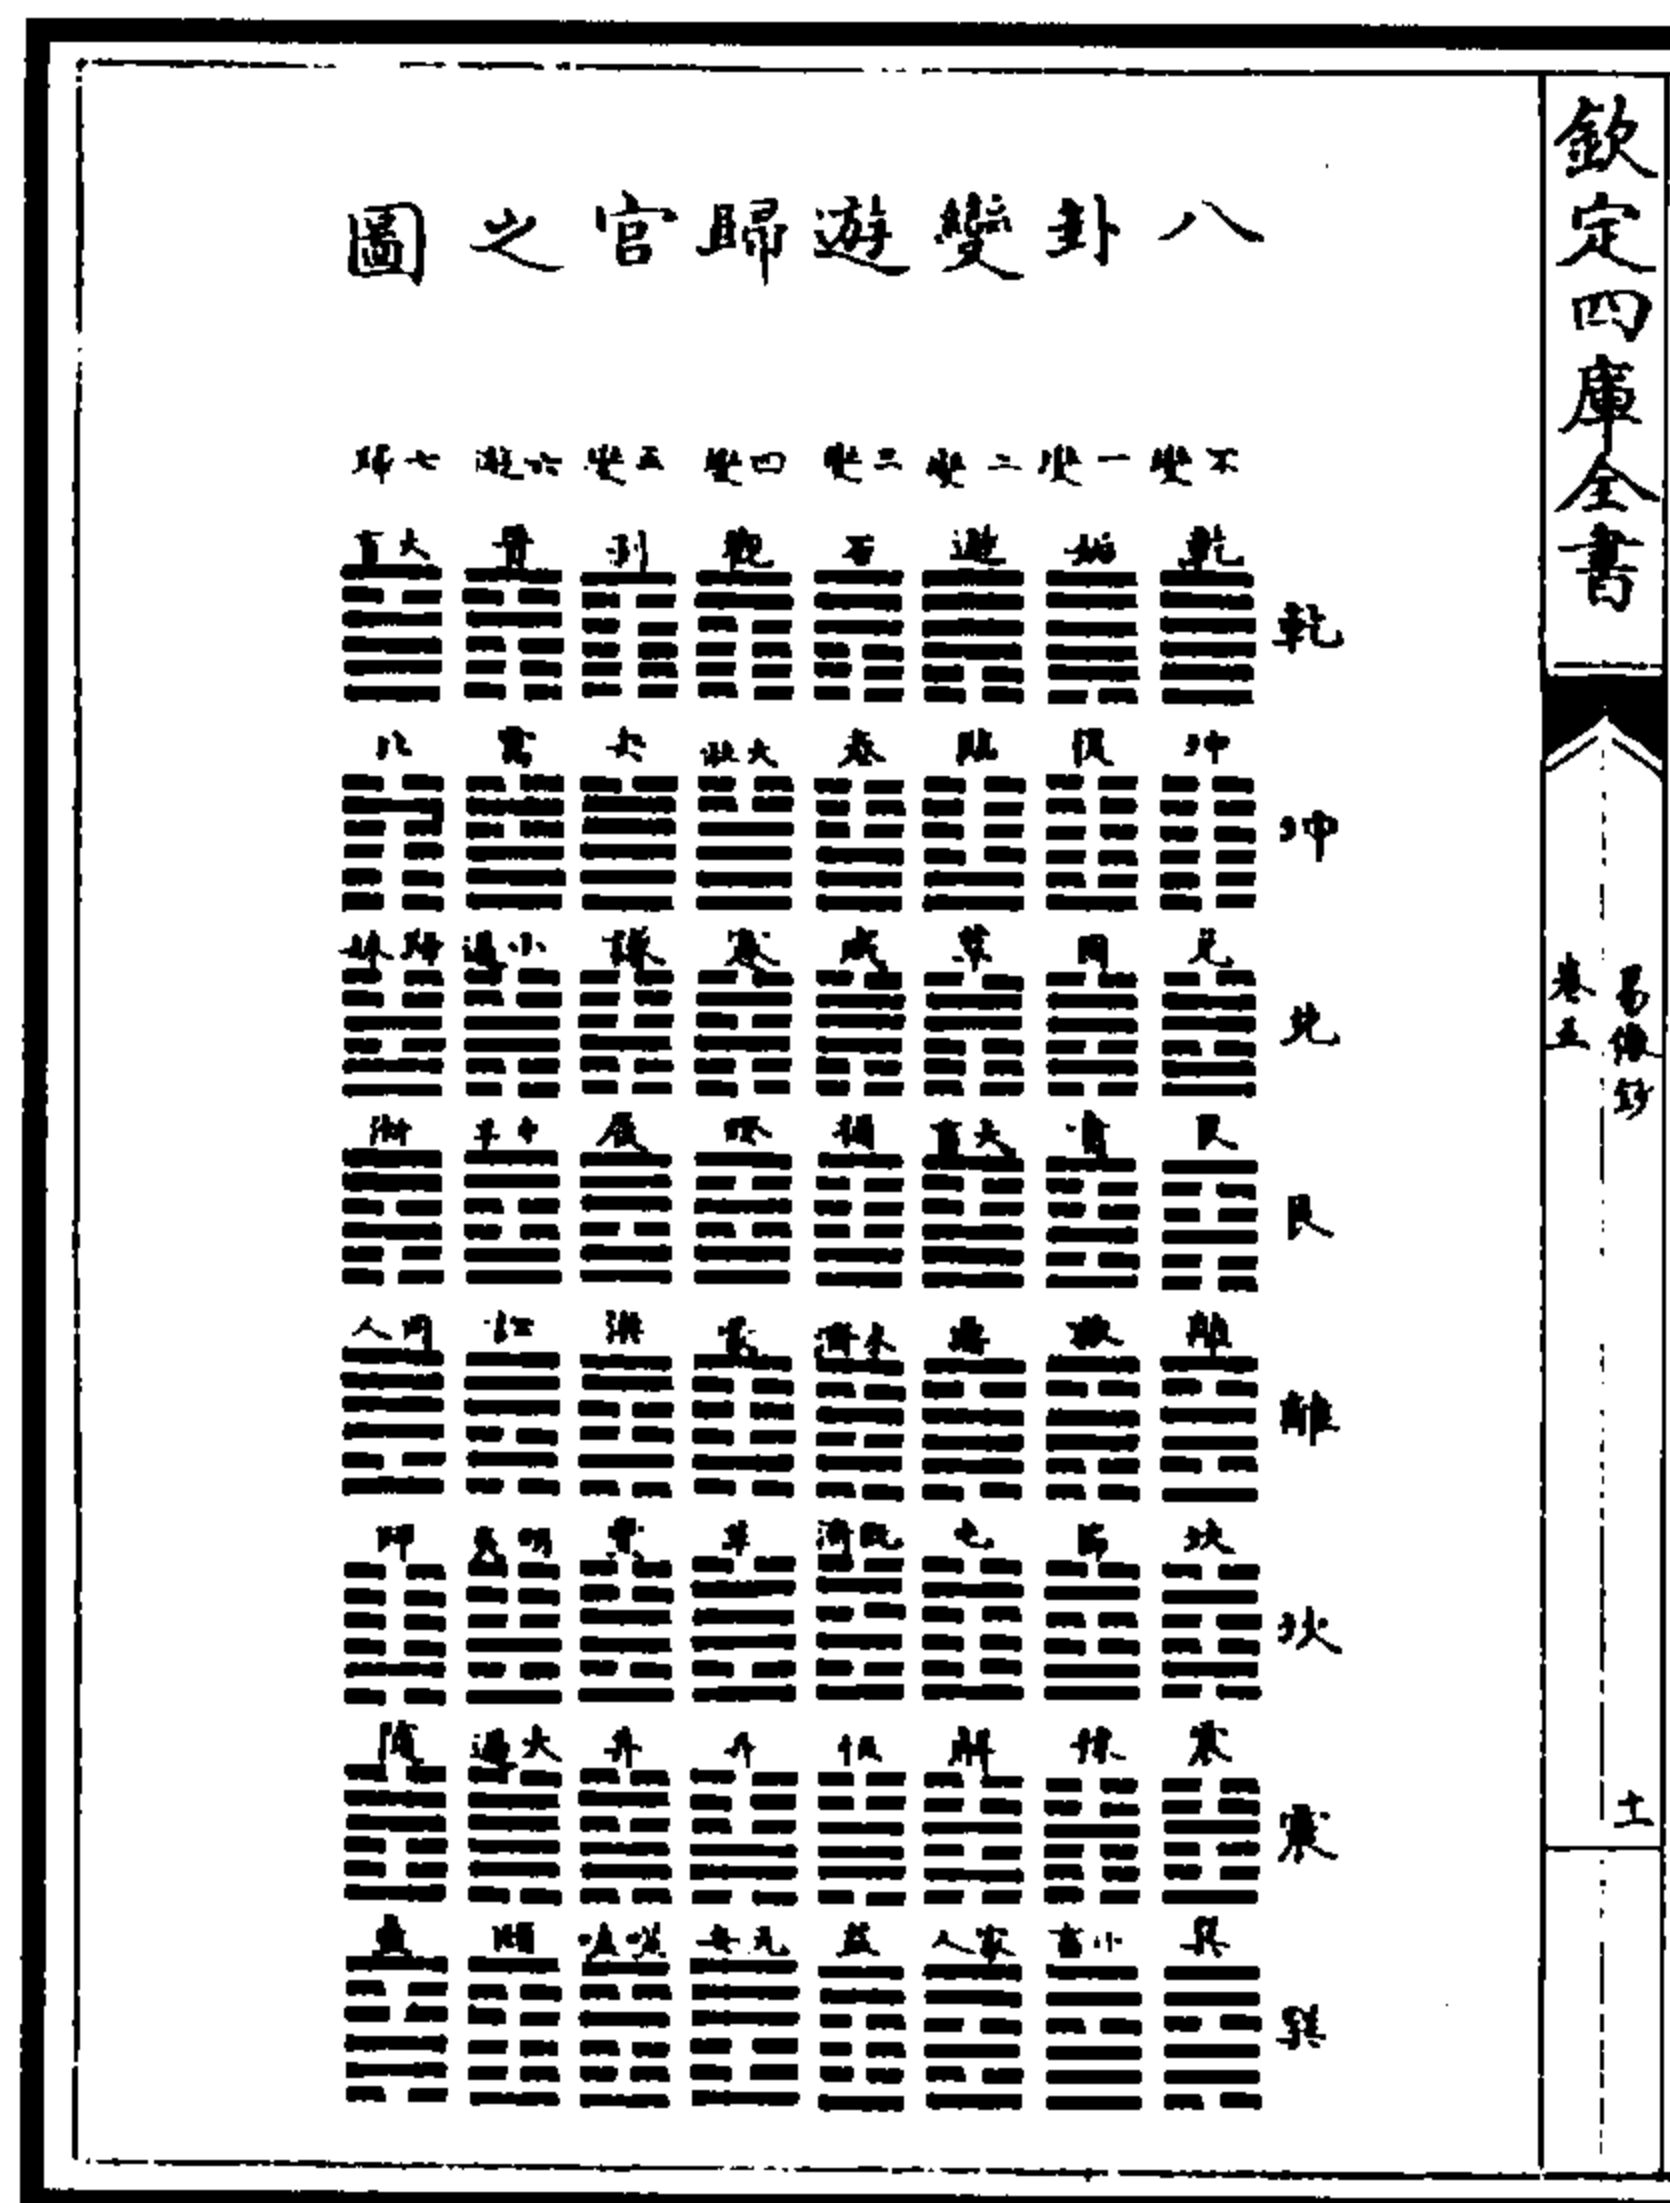 欽定四庫全書
易像鈔
卷五
十一
八卦變遊歸宮之圖
不變 一變 二變 三變 四變 五變 六遊 七歸
乾 乾 姤 遯 否 觀 剝 晉 大有
坤 坤 復 臨 泰 大壯 夬 需 比
兌 兌 困 萃 咸 蹇 謙 小過 歸妹
艮 艮 賁 大畜 損 睽 履 中孚 漸
離 離 旅 鼎 未濟 蒙 渙 訟 同人
坎 坎 節 屯 既濟 革 豐 明夷 師
震 震 豫 解 恒 升 井 大過 隨
巽 巽 小畜 家人 益 无妄 噬嗑 頤 蠱